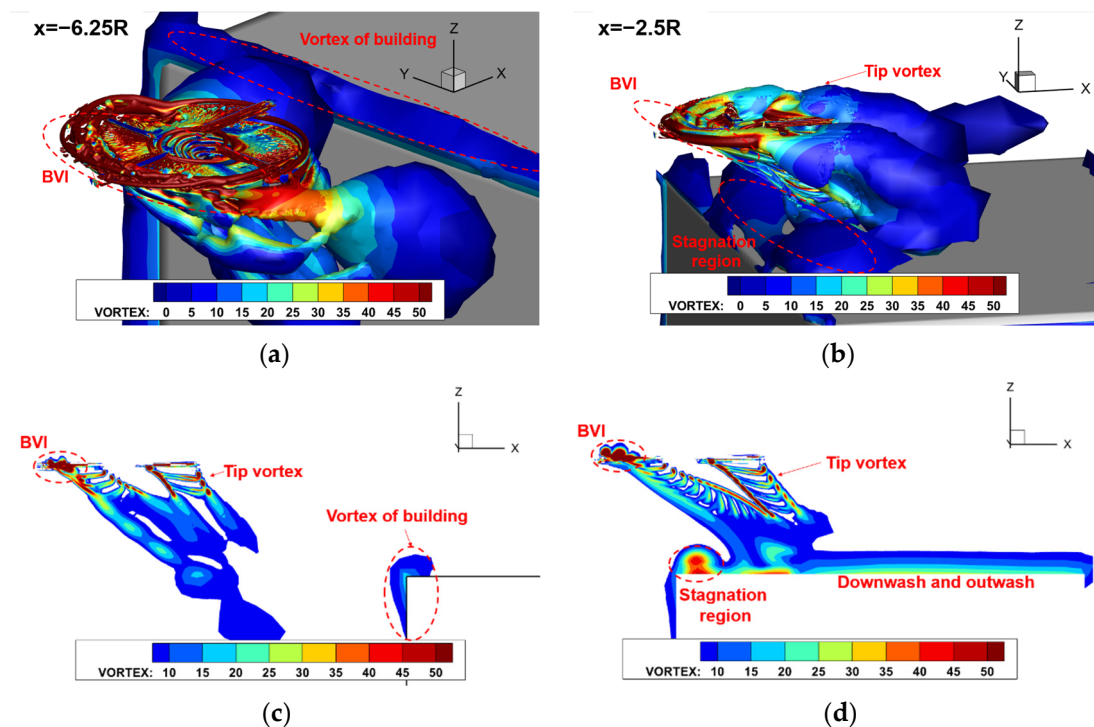 x=−6.25R
Vortex of building
Z
Y
X
BVI
VORTEX: 0 5 10 15 20 25 30 35 40 45 50
(a)
x=−2.5R
Tip vortex
Z
X
BVI
Stagnation
region
VORTEX: 0 5 10 15 20 25 30 35 40 45 50
(b)
Z
Y
X
BVI
Tip vortex
Vortex of building
VORTEX: 10 15 20 25 30 35 40 45 50
(c)
Z
Y
X
BVI
Tip vortex
Downwash and outwash
Stagnation
region
VORTEX: 10 15 20 25 30 35 40 45 50
(d)